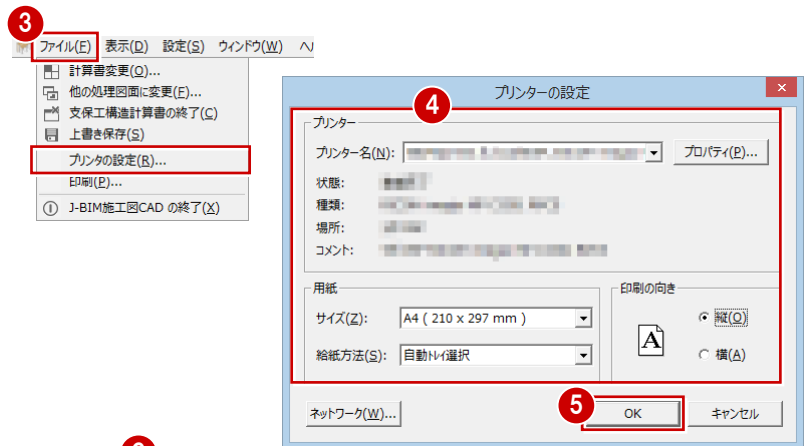 3
ファイル(F) 表示(D) 設定(S) ウィンドウ(W)
計算書変更(O)...
他の処理図面に変更(F)...
支保工構造計算書の終了(C)
上書き保存(S)
プリンタの設定(R)...
印刷(P)...
J-BIM施工図CAD の終了(X)
プリンターの設定
4
プリンター
プリンター名(N): プロパティ(P)...
状態:
種類:
場所:
コメント:
用紙
サイズ(Z): A4 ( 210 x 297 mm )
給紙方法(S): 自動トレイ選択
印刷の向き
A
縦(O)
横(A)
ネットワーク(W)...
5
OK キャンセル